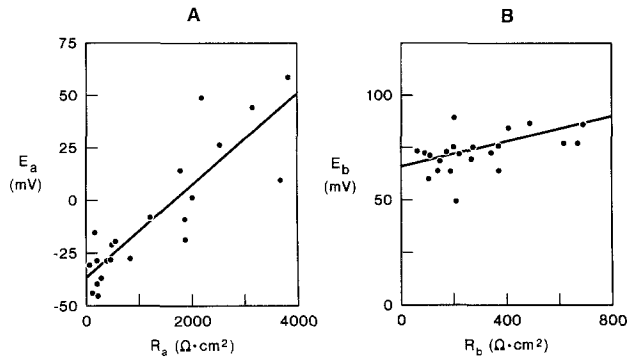 A
75
50
25
0
-25
-50
E_a
(mV)
0
2000
4000
R_a (Ω·cm²)
B
100
50
0
E_b
(mV)
0
400
800
R_b (Ω·cm²)